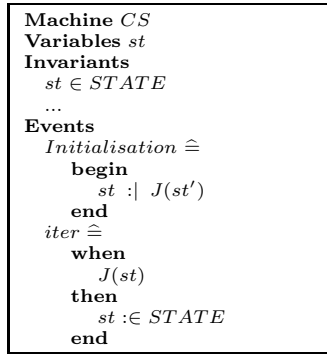 Machine CS
Variables st
Invariants
st ∈ STATE
...
Events
Initialisation ≙
begin
st :| J(st′)
end
iter ≙
when
J(st)
then
st :∈ STATE
end